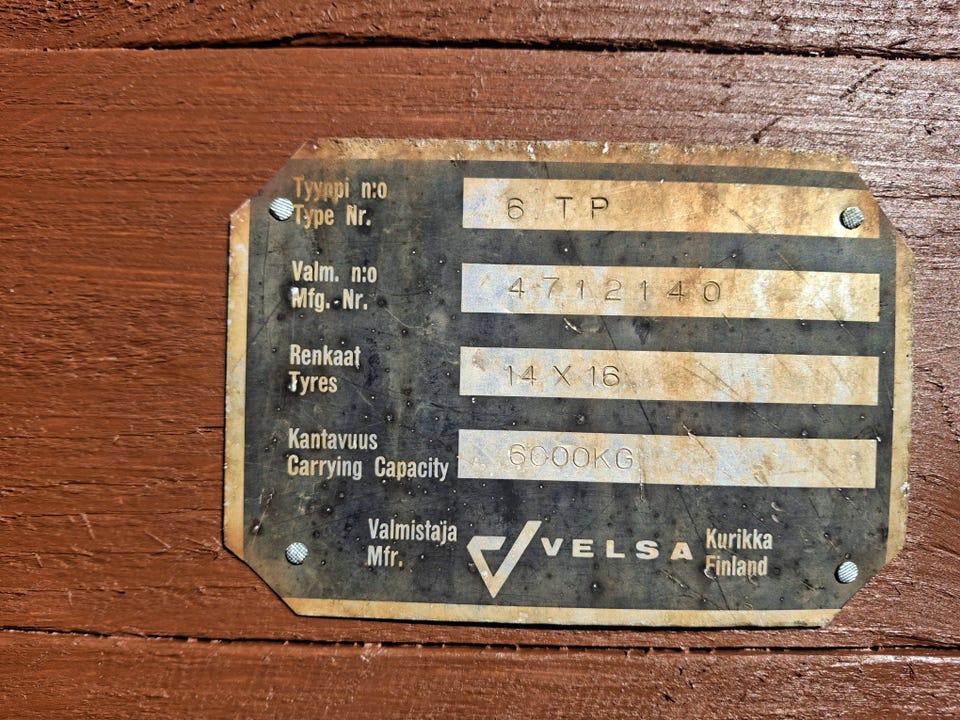 Tyyppi n:o
Type Nr.
6 TP
Valm. n:o
Mfg. Nr.
4712140
Renkaat
Tyres
14 X 16
Kantavuus
Carrying Capacity
6000KG
Valmistaja
Mfr.
VELSA
Kurikka
Finland